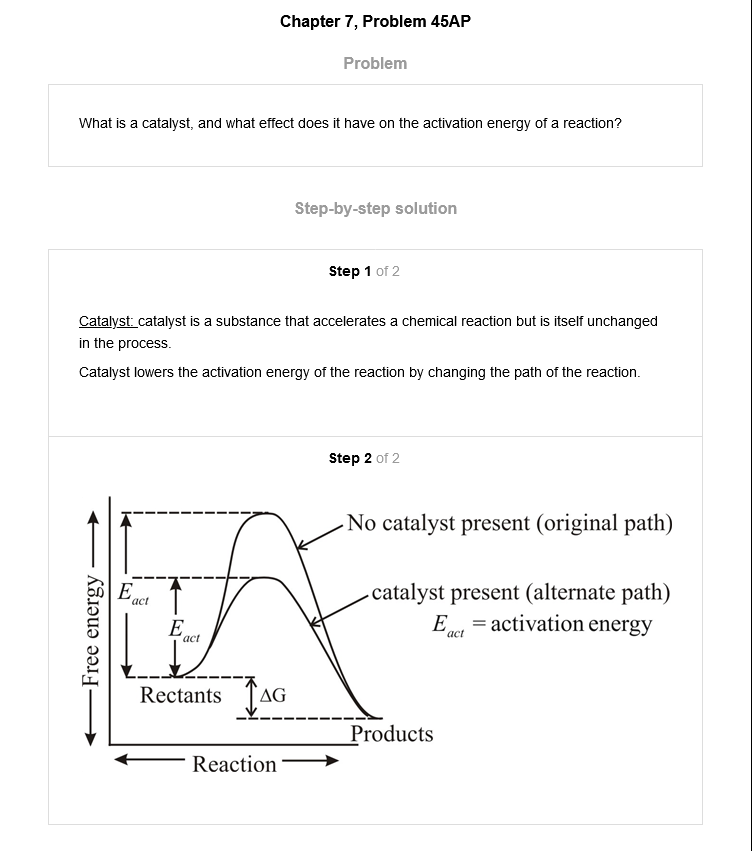 Chapter 7, Problem 45AP
Problem
What is a catalyst, and what effect does it have on the activation energy of a reaction?
Step-by-step solution
Step 1 of 2
Catalyst: catalyst is a substance that accelerates a chemical reaction but is itself unchanged
in the process.
Catalyst lowers the activation energy of the reaction by changing the path of the reaction.
Step 2 of 2
No catalyst present (original path)
catalyst present (alternate path)
E act = activation energy
Free energy
E act
E act
Rectants
ΔG
Products
Reaction